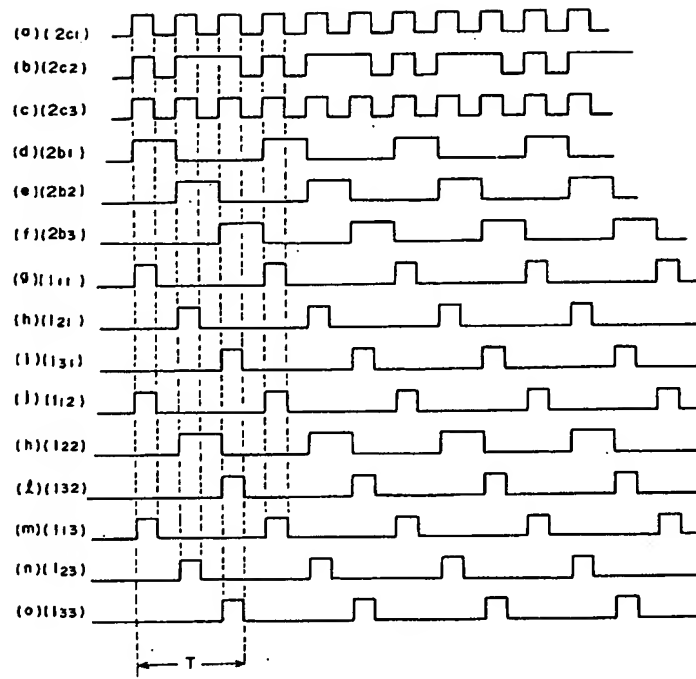 (a)(2c1)
(b)(2c2)
(c)(2c3)
(d)(2b1)
(e)(2b2)
(f)(2b3)
(g)(111)
(h)(121)
(i)(131)
(j)(112)
(h)(122)
(l)(132)
(m)(113)
(n)(123)
(o)(133)
T